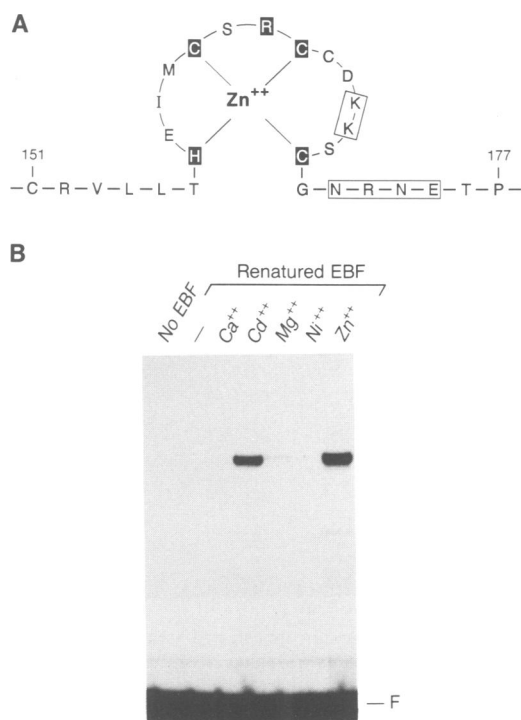 A
H E I M C S R C C D K K S C
Zn++
151
177
— C – R – V – L – L – T
G – N – R – N – E – T – P –
B
Renatured EBF
No EBF
—
Ca++
Cd++
Mg++
Ni++
Zn++
— F